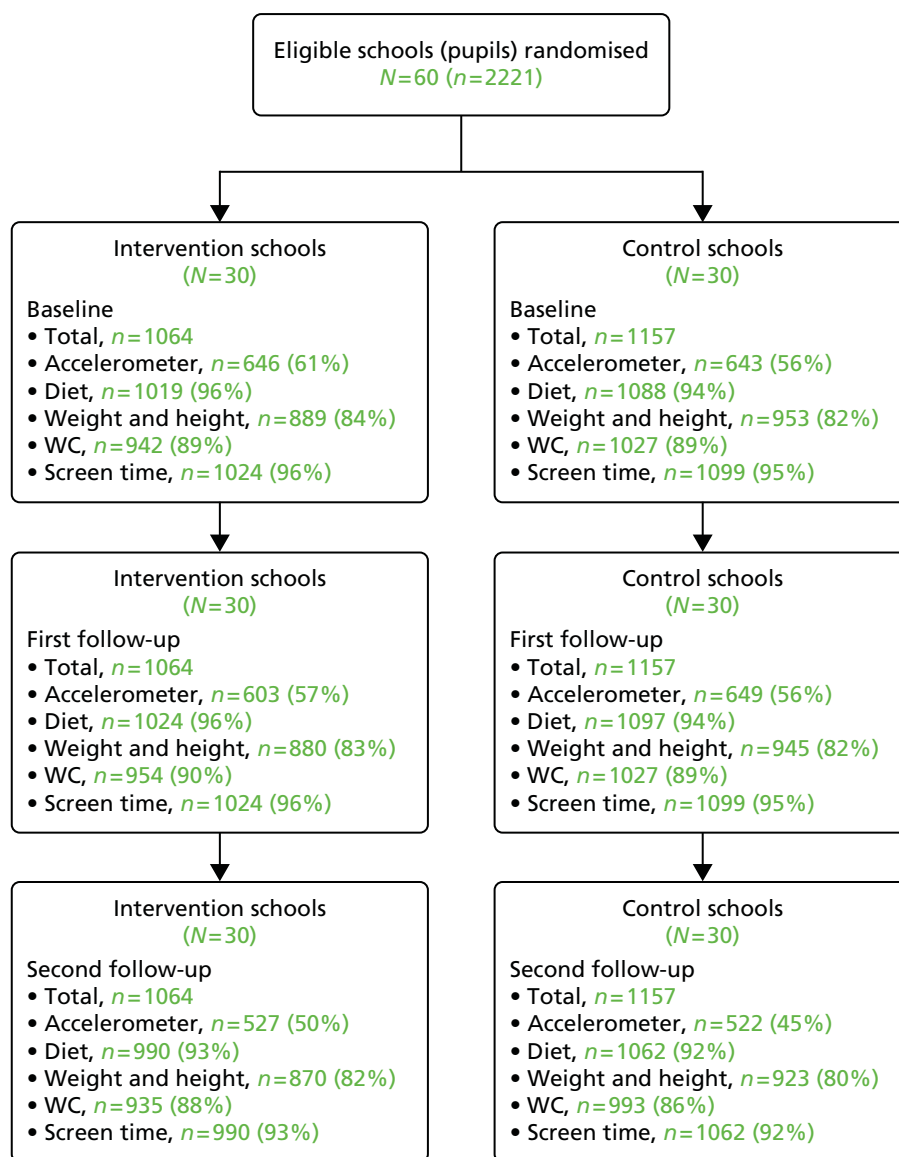 Eligible schools (pupils) randomised
N=60 (n=2221)
Intervention schools
(N=30)
Baseline
• Total, n=1064
• Accelerometer, n=646 (61%)
• Diet, n=1019 (96%)
• Weight and height, n=889 (84%)
• WC, n=942 (89%)
• Screen time, n=1024 (96%)
Control schools
(N=30)
Baseline
• Total, n=1157
• Accelerometer, n=643 (56%)
• Diet, n=1088 (94%)
• Weight and height, n=953 (82%)
• WC, n=1027 (89%)
• Screen time, n=1099 (95%)
Intervention schools
(N=30)
First follow-up
• Total, n=1064
• Accelerometer, n=603 (57%)
• Diet, n=1024 (96%)
• Weight and height, n=880 (83%)
• WC, n=954 (90%)
• Screen time, n=1024 (96%)
Control schools
(N=30)
First follow-up
• Total, n=1157
• Accelerometer, n=649 (56%)
• Diet, n=1097 (94%)
• Weight and height, n=945 (82%)
• WC, n=1027 (89%)
• Screen time, n=1099 (95%)
Intervention schools
(N=30)
Second follow-up
• Total, n=1064
• Accelerometer, n=527 (50%)
• Diet, n=990 (93%)
• Weight and height, n=870 (82%)
• WC, n=935 (88%)
• Screen time, n=990 (93%)
Control schools
(N=30)
Second follow-up
• Total, n=1157
• Accelerometer, n=522 (45%)
• Diet, n=1062 (92%)
• Weight and height, n=923 (80%)
• WC, n=993 (86%)
• Screen time, n=1062 (92%)